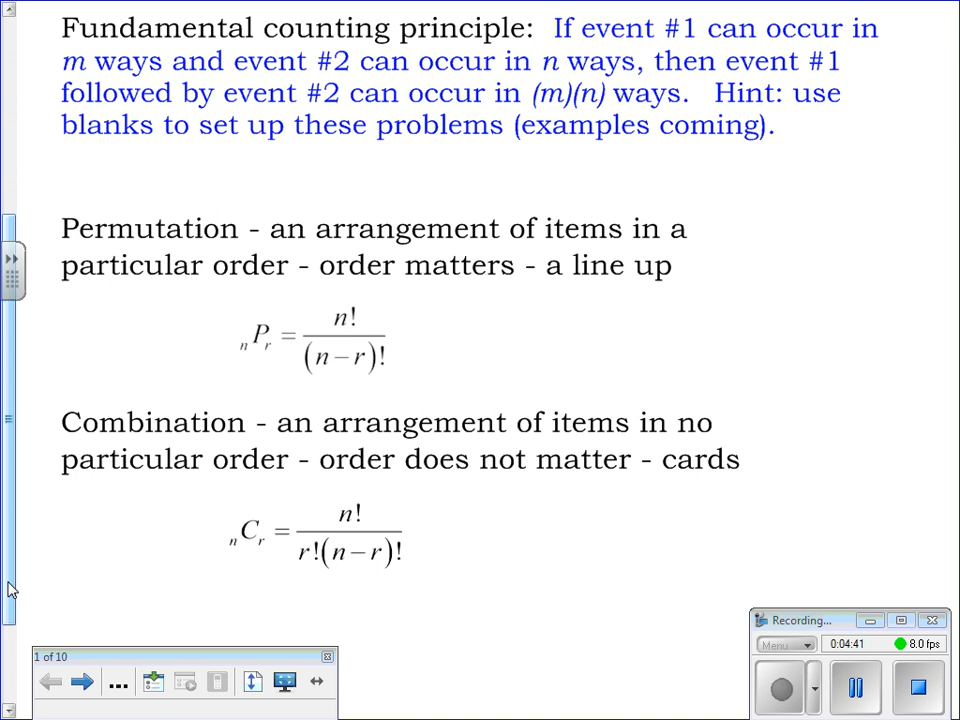 Fundamental counting principle: If event #1 can occur in
m ways and event #2 can occur in n ways, then event #1
followed by event #2 can occur in (m)(n) ways. Hint: use
blanks to set up these problems (examples coming).
Permutation - an arrangement of items in a
particular order - order matters - a line up
nPr = n! / (n − r)!
Combination - an arrangement of items in no
particular order - order does not matter - cards
nCr = n! / r!(n − r)!
Recording...
Menu 0:04:41 8.0 fps
1 of 10